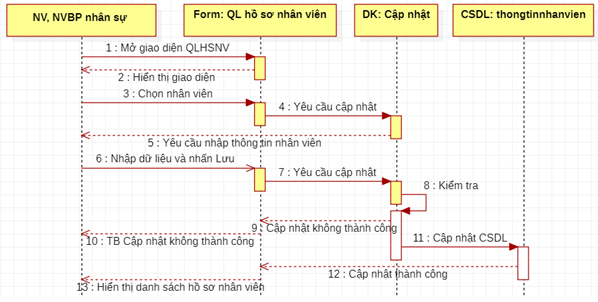 NV, NVBP nhân sự
Form: QL hồ sơ nhân viên
DK: Cập nhật
CSDL: thongtinnhanvien
1 : Mở giao diện QLHSNV
2 : Hiển thị giao diện
3 : Chọn nhân viên
4 : Yêu cầu cập nhật
5 : Yêu cầu nhập thông tin nhân viên
6 : Nhập dữ liệu và nhấn Lưu
7 : Yêu cầu cập nhật
8 : Kiểm tra
9 : Cập nhật không thành công
10 : TB Cập nhật không thành công
11 : Cập nhật CSDL
12 : Cập nhật thành công
13 : Hiển thị danh sách hồ sơ nhân viên